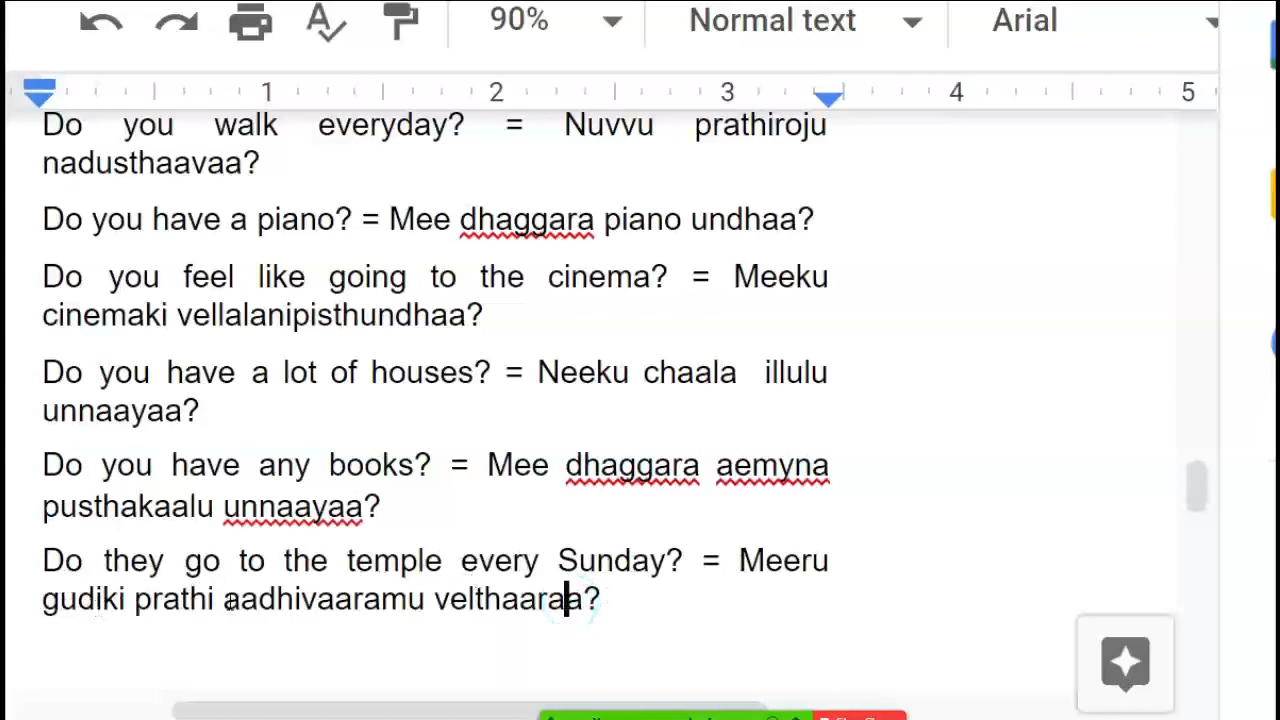 90% Normal text Arial
1 2 3 4 5
Do you walk everyday? = Nuvvu prathiroju
nadusthaavaa?
Do you have a piano? = Mee dhaggara piano undhaa?
Do you feel like going to the cinema? = Meeku
cinemaki vellalanipisthundhaa?
Do you have a lot of houses? = Neeku chaala illulu
unnaayaa?
Do you have any books? = Mee dhaggara aemyna
pusthakaalu unnaayaa?
Do they go to the temple every Sunday? = Meeru
gudiki prathi aadhivaaramu velthaaraa?